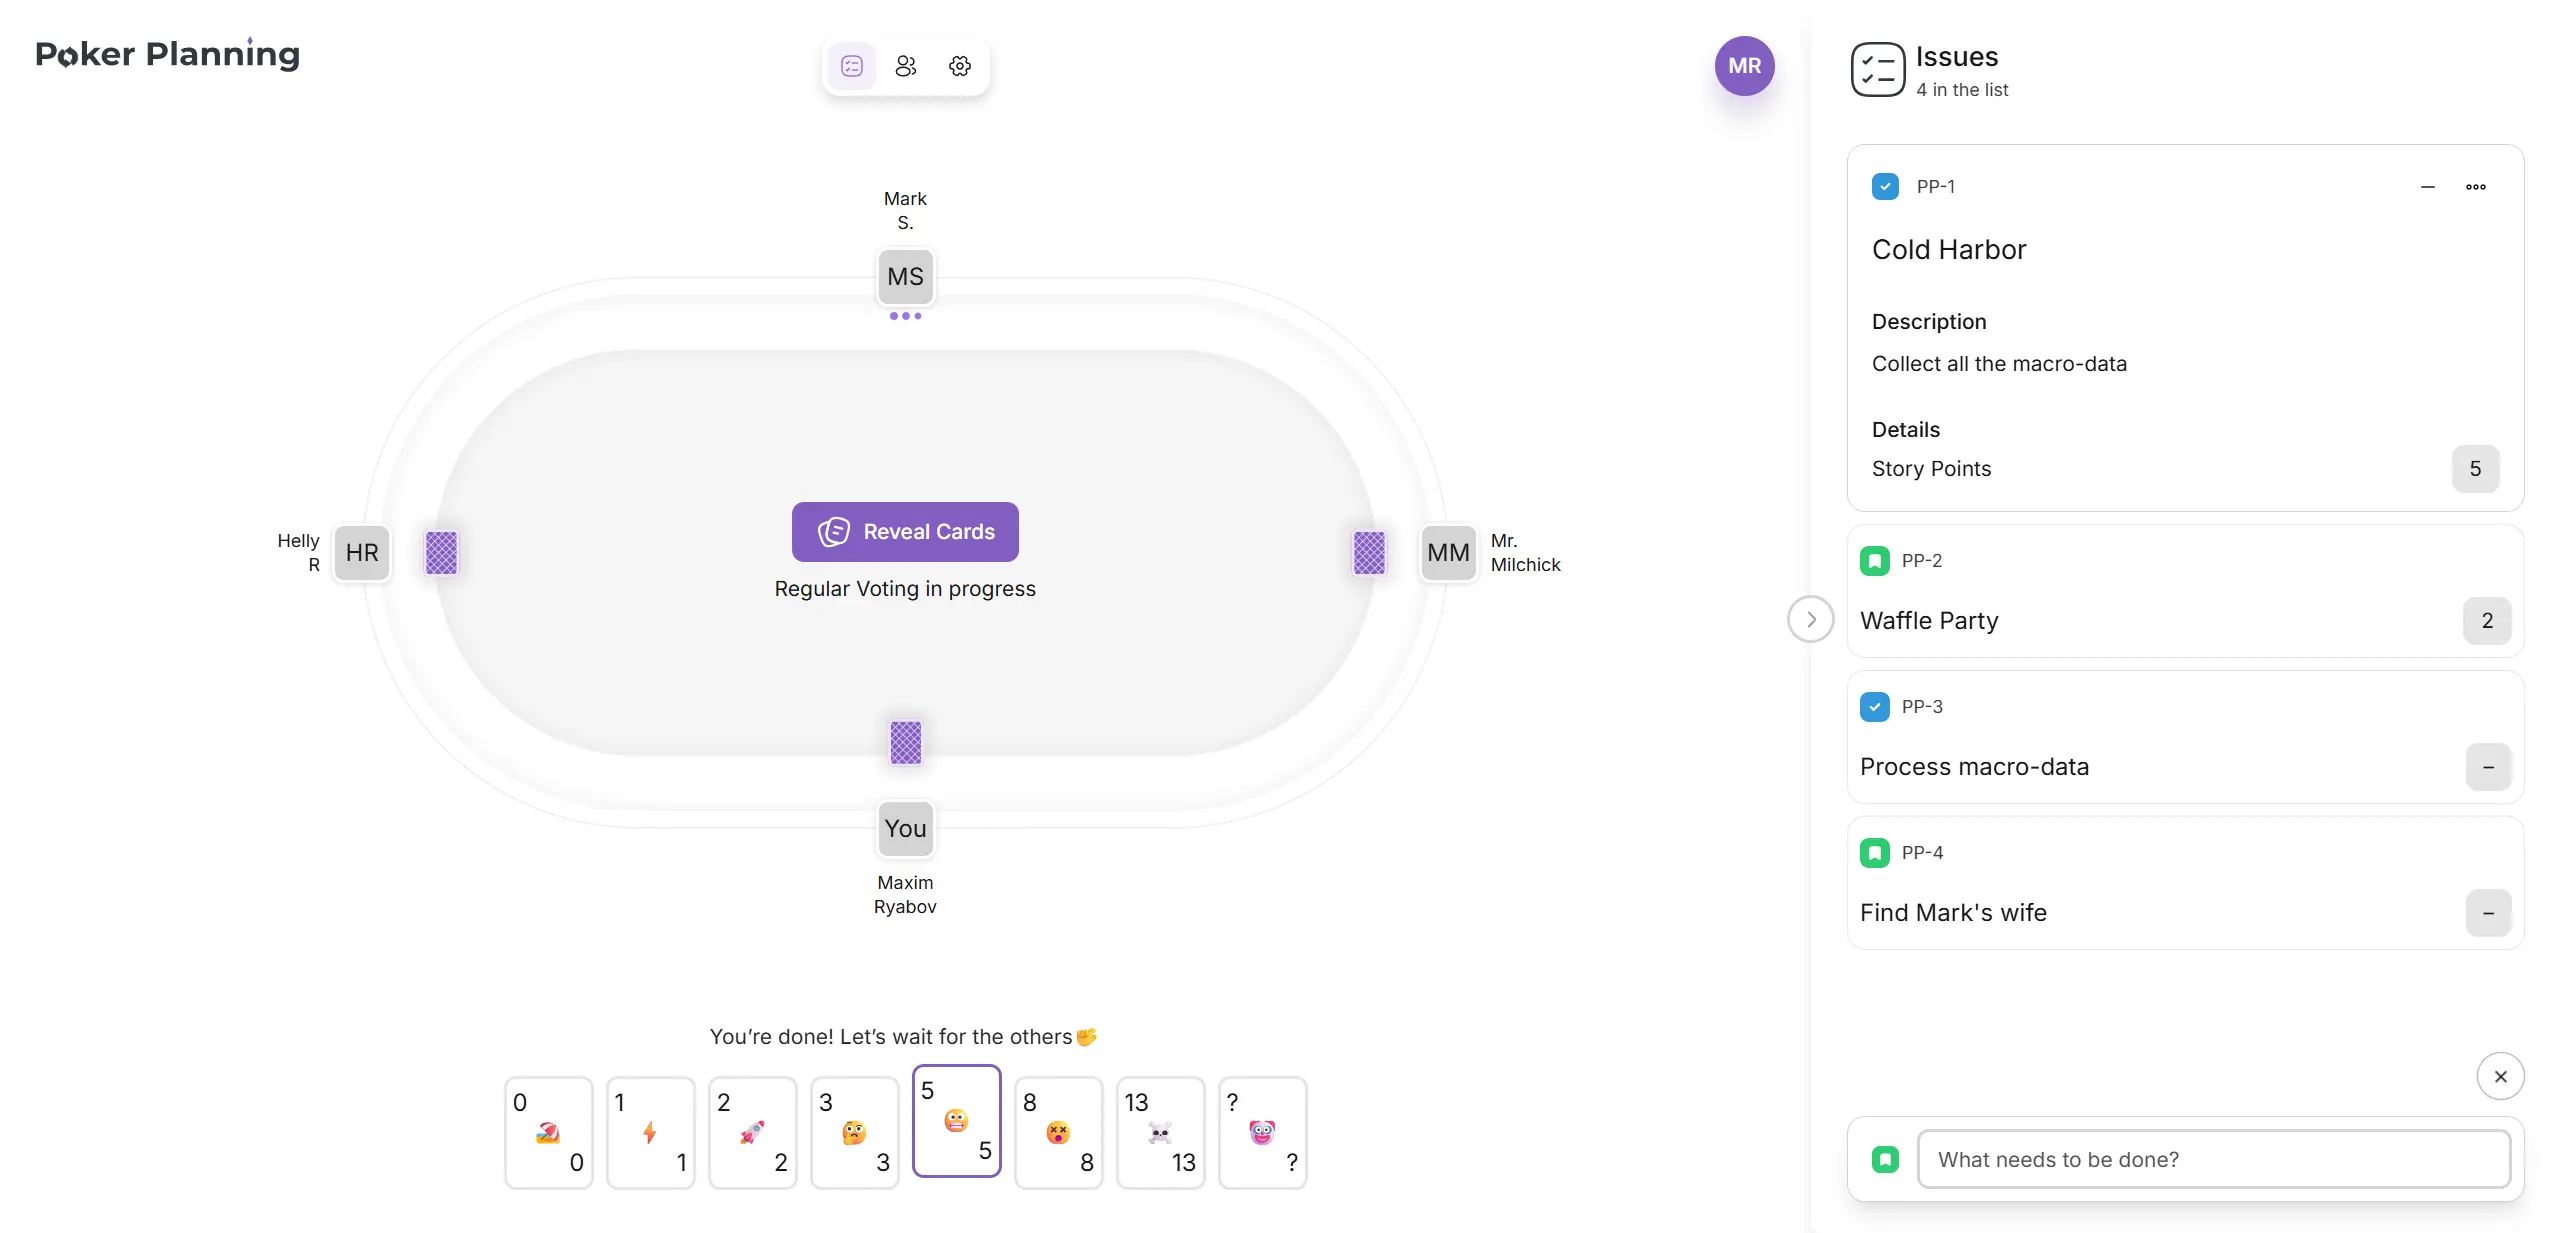 Poker Planning
MR
Mark
S.
MS
Helly
R
HR
MM
Mr.
Milchick
Reveal Cards
Regular Voting in progress
You
Maxim
Ryabov
You're done! Let's wait for the others
0
0
1
1
2
2
3
3
5
5
8
8
13
13
?
?
Issues
4 in the list
PP-1
Cold Harbor
Description
Collect all the macro-data
Details
Story Points 5
PP-2
Waffle Party 2
PP-3
Process macro-data –
PP-4
Find Mark's wife –
What needs to be done?